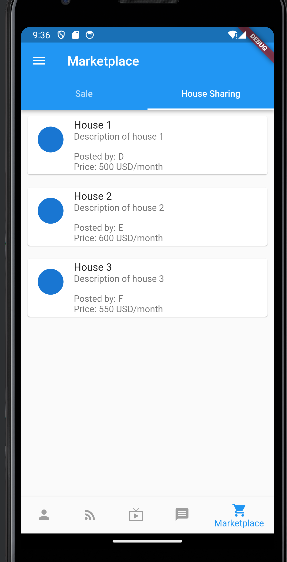 9:36
DEBUG
Marketplace
Sale
House Sharing
House 1
Description of house 1
Posted by: D
Price: 500 USD/month
House 2
Description of house 2
Posted by: E
Price: 600 USD/month
House 3
Description of house 3
Posted by: F
Price: 550 USD/month
Marketplace